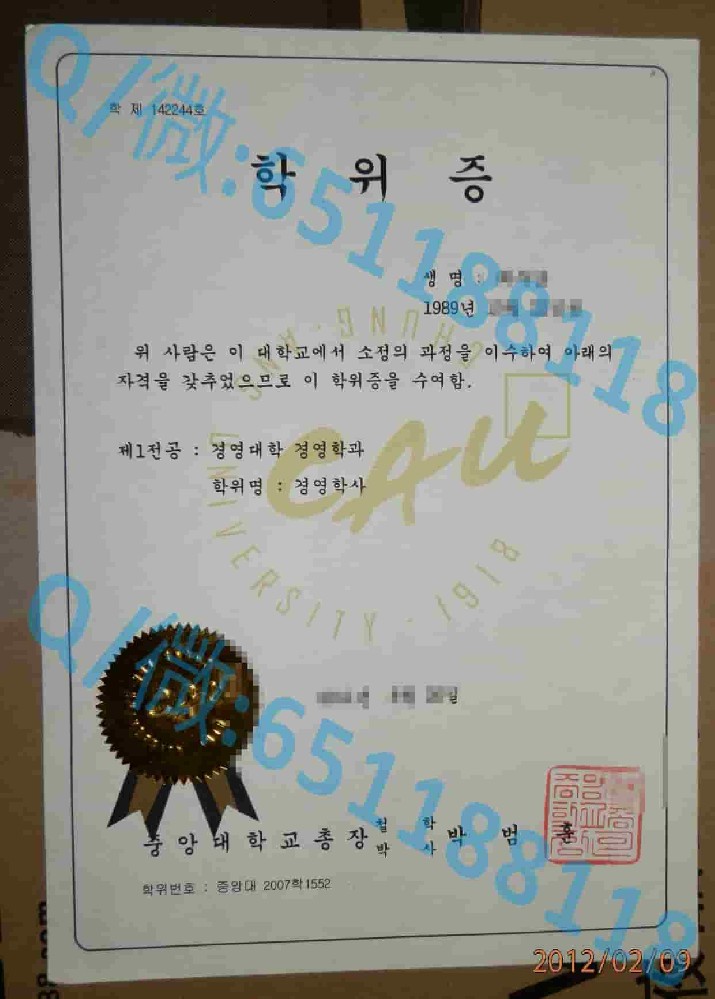 학 제 142244호
학 위 증
생 명 :
1989년
위 사람은 이 대학교에서 소정의 과정을 이수하여 아래의
자격을 갖추었으므로 이 학위증을 수여함.
제1전공 : 경영대학 경영학과
학위명 : 경영학사
CHUNG · ANG UNIVERSITY · 1918
CAU
일
중앙대학교총장 철학박사 박 범 훈
학위번호 : 중앙대 2007학1552
2012/02/09
Q/微:651188118
Q/微:651188118